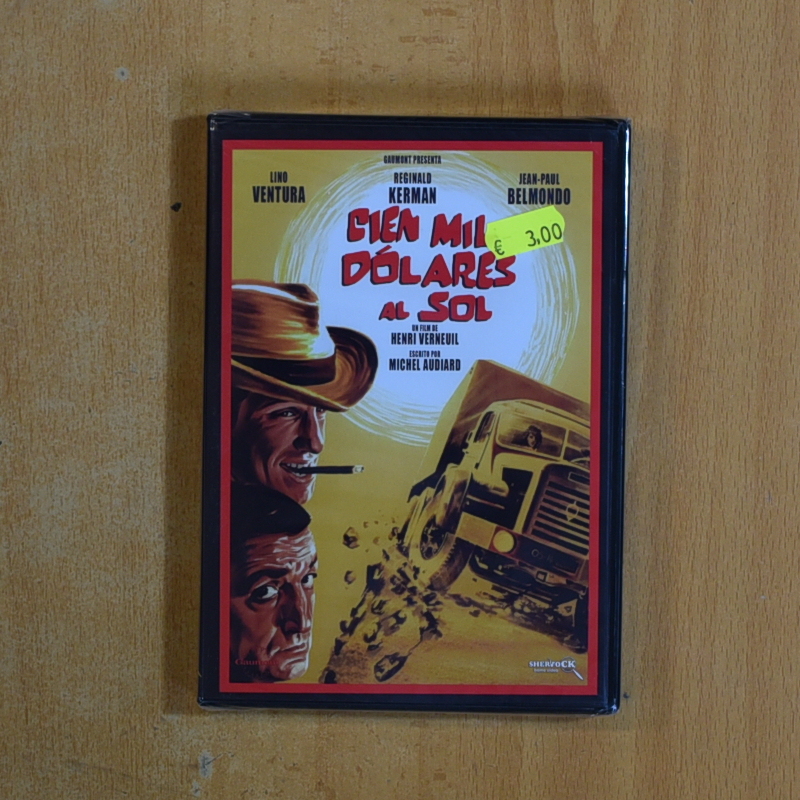 GAUMONT PRESENTA
LINO
VENTURA
REGINALD
KERMAN
JEAN-PAUL
BELMONDO
CIEN MIL
€ 3,00
DÓLARES
AL SOL
UN FILM DE
HENRI VERNEUIL
ESCRITO POR
MICHEL AUDIARD
SHERLOCK